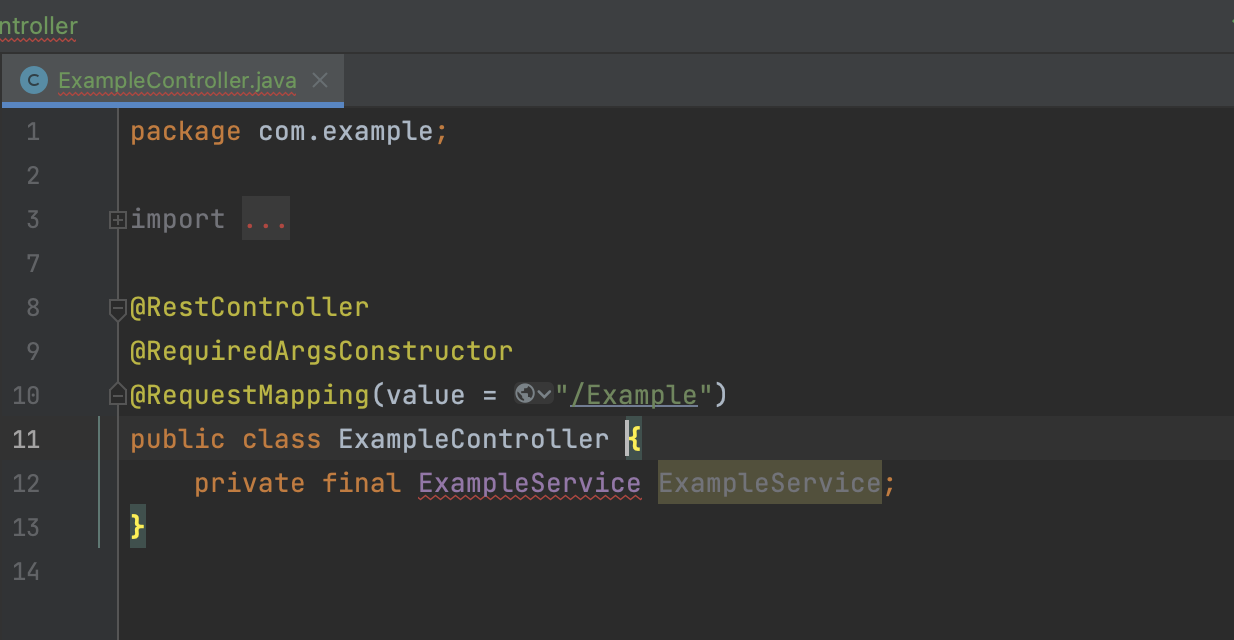 ntroller
ExampleController.java
1 package com.example;
2
3 import ...
7
8 @RestController
9 @RequiredArgsConstructor
10 @RequestMapping(value = "/Example")
11 public class ExampleController {
12 private final ExampleService ExampleService;
13 }
14